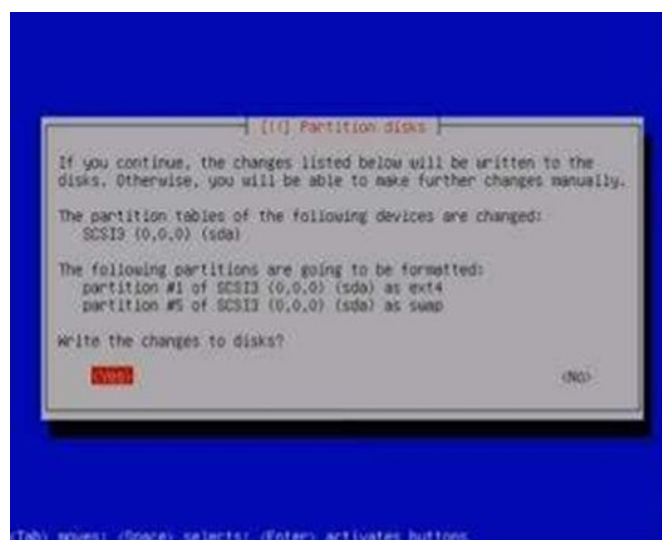 [!!] Partition disks
If you continue, the changes listed below will be written to the
disks. Otherwise, you will be able to make further changes manually.
The partition tables of the following devices are changed:
SCSI3 (0,0,0) (sda)
The following partitions are going to be formatted:
partition #1 of SCSI3 (0,0,0) (sda) as ext4
partition #5 of SCSI3 (0,0,0) (sda) as swap
Write the changes to disks?
<Yes>
<No>
<Tab> moves; <Space> selects; <Enter> activates buttons